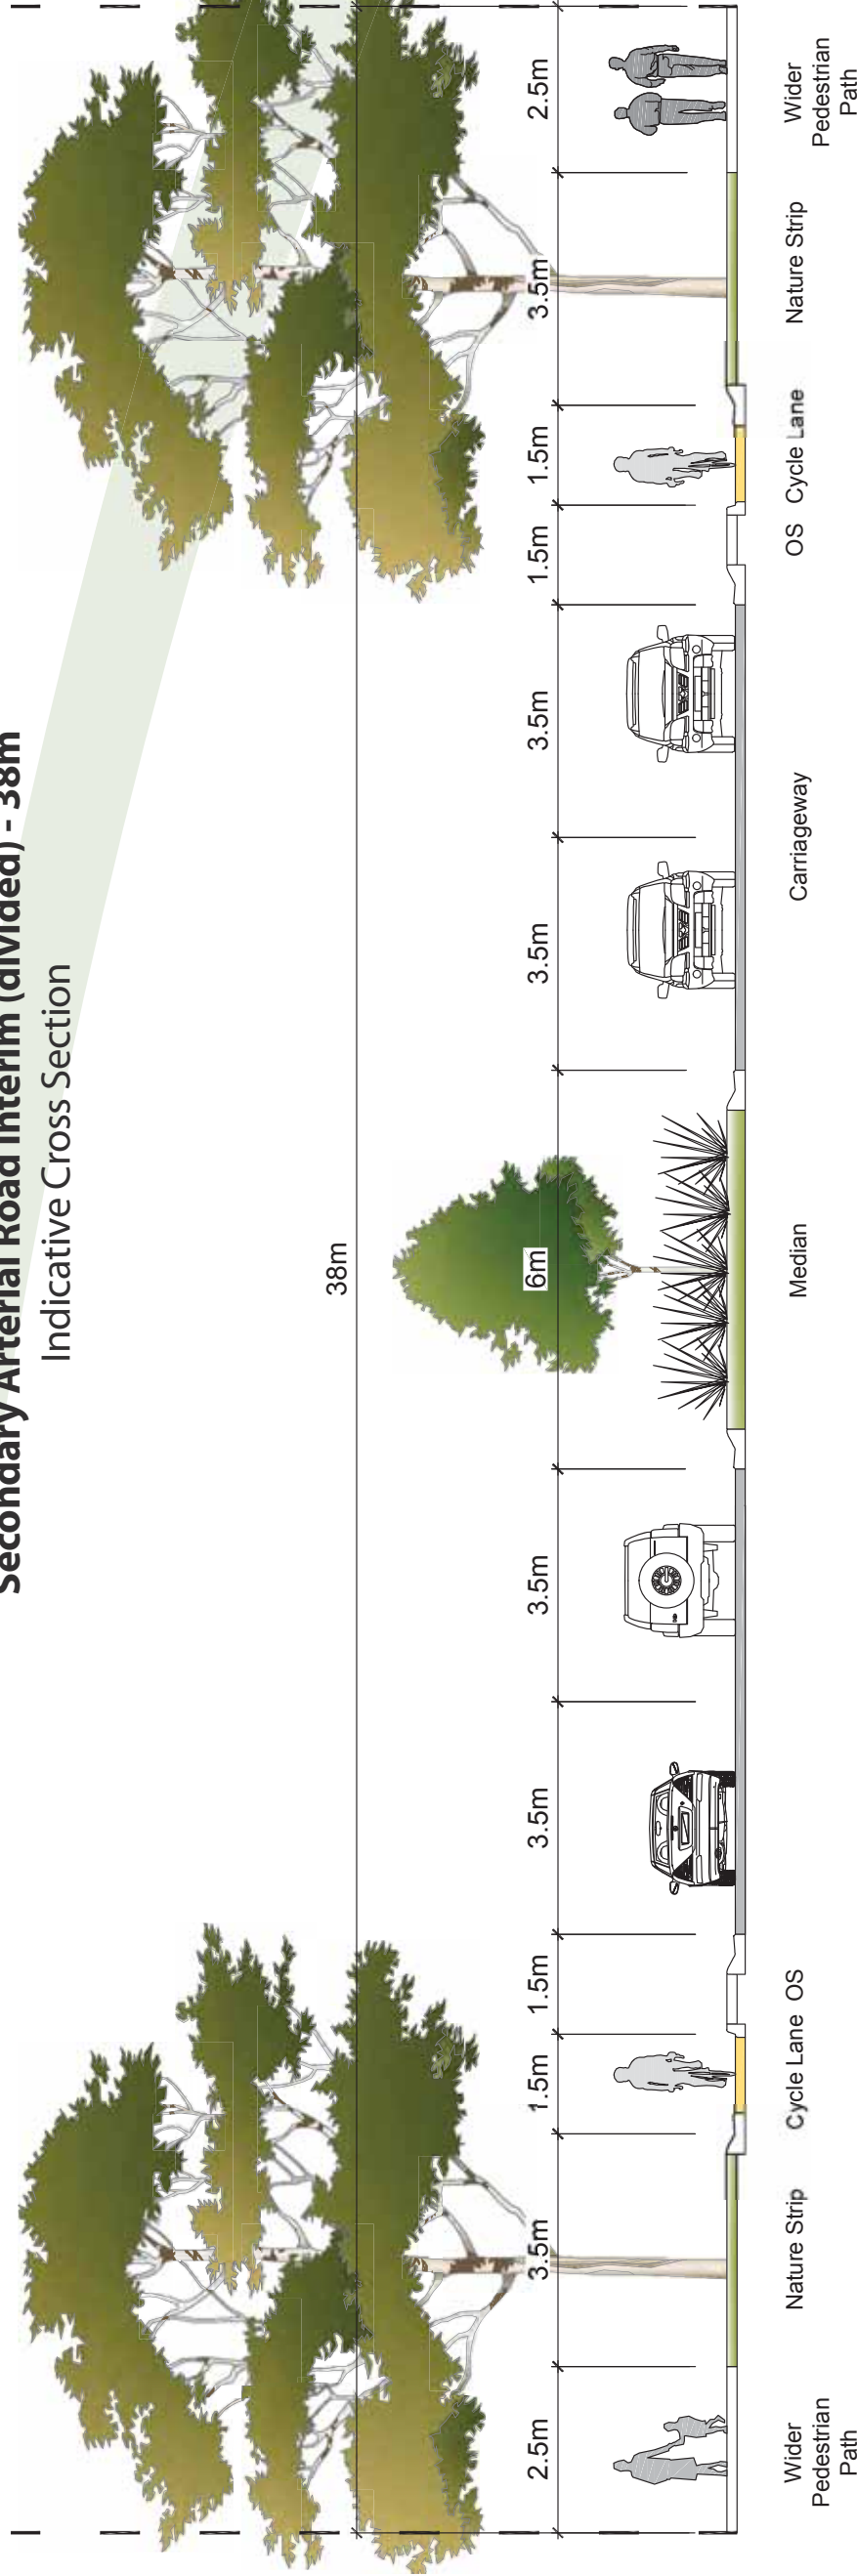 Secondary Arterial Road Interim (divided) - 38m
Indicative Cross Section
38m
2.5m
3.5m
1.5m
1.5m
3.5m
3.5m
6m
3.5m
3.5m
1.5m
1.5m
3.5m
2.5m
Wider
Pedestrian
Path
Nature Strip
Cycle Lane
OS
Median
Carriageway
OS
Cycle Lane
Nature Strip
Wider
Pedestrian
Path